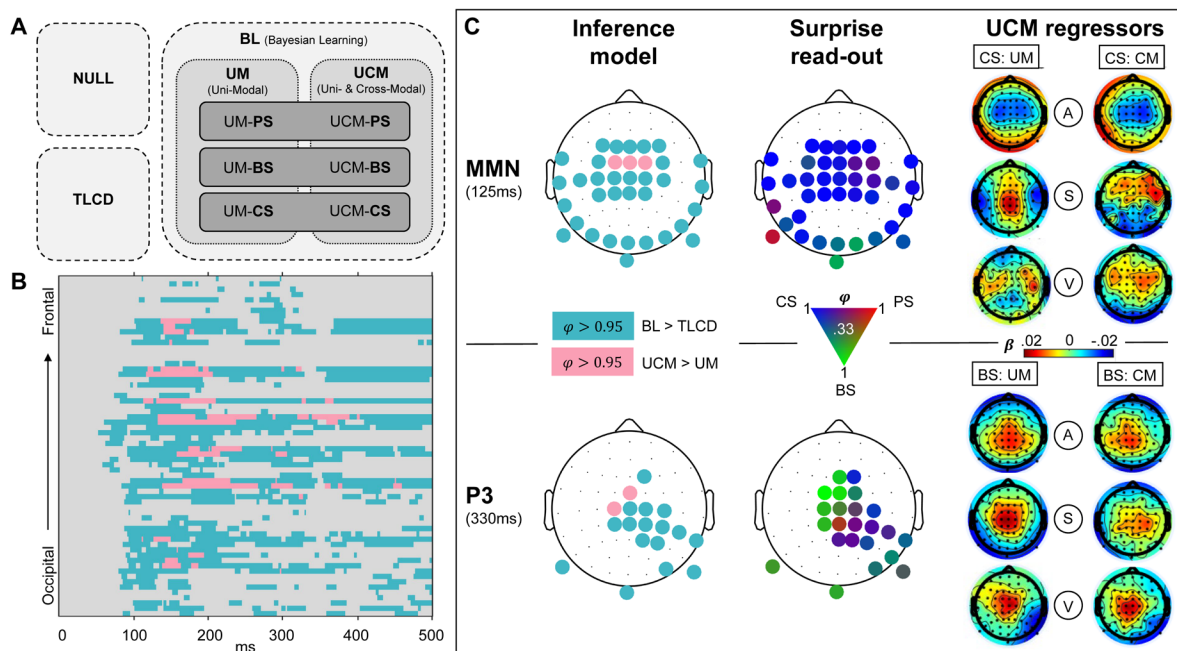 A
NULL
TLCD
BL (Bayesian Learning)
UM
(Uni-Modal)
UCM
(Uni- & Cross-Modal)
UM-PS UCM-PS
UM-BS UCM-BS
UM-CS UCM-CS
B
Frontal
Occipital
0 100 200 300 400 500
ms
C
Inference
model
Surprise
read-out
UCM regressors
CS: UM CS: CM
MMN
(125ms)
A
S
V
φ > 0.95 BL > TLCD
φ > 0.95 UCM > UM
φ
CS 1 1 PS
.33
1
BS
β
.02 0 -.02
BS: UM BS: CM
P3
(330ms)
A
S
V